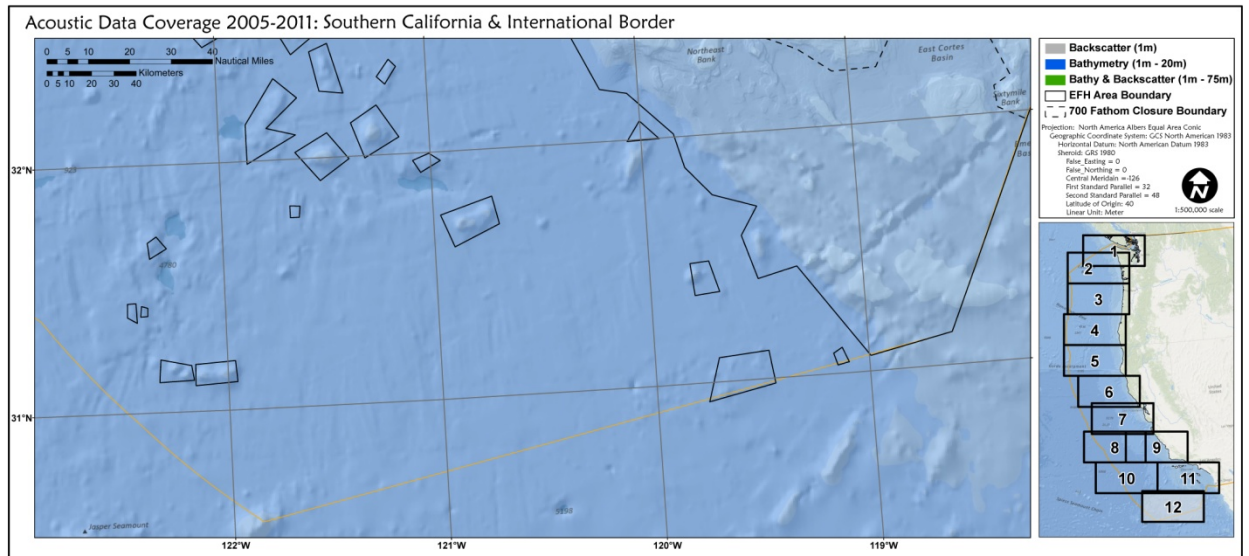 Acoustic Data Coverage 2005-2011: Southern California & International Border
0 5 10 20 30 40
Nautical Miles
Kilometers
0 5 10 20 30 40
Northeast
Bank
East Cortes
Basin
Sixtymile
Bank
32°N
31°N
Jasper Seamount
122°W
121°W
120°W
119°W
Backscatter (1m)
Bathymetry (1m - 20m)
Bathy & Backscatter (1m - 75m)
EFH Area Boundary
700 Fathom Closure Boundary
Projection: North America Albers Equal Area Conic
Geographic Coordinate System: GCS North American 1983
Horizontal Datum: North American Datum 1983
Sheroid: GRS 1980
False_Easting = 0
False_Northing = 0
Central Meridain = -126
First Standard Parallel = 32
Second Standard Parallel = 48
Latitude of Origin: 40
Linear Unit: Meter
N
1:500,000 scale
1
2
3
4
5
6
7
8
9
10
11
12